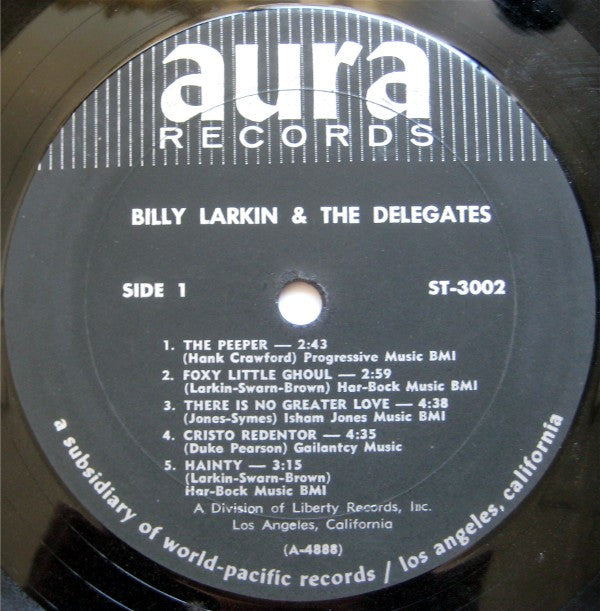 aura
RECORDS
BILLY LARKIN & THE DELEGATES
SIDE 1
ST-3002
1. THE PEEPER — 2:43
(Hank Crawford) Progressive Music BMI
2. FOXY LITTLE GHOUL — 2:59
(Larkin-Swarn-Brown) Har-Bock Music BMI
3. THERE IS NO GREATER LOVE — 4:38
(Jones-Symes) Isham Jones Music BMI
4. CRISTO REDENTOR — 4:35
(Duke Pearson) Gailantcy Music
5. HAINTY — 3:15
(Larkin-Swarn-Brown)
Har-Bock Music BMI
A Division of Liberty Records, Inc.
Los Angeles, California
(A-4888)
a subsidiary of world-pacific records / los angeles, california